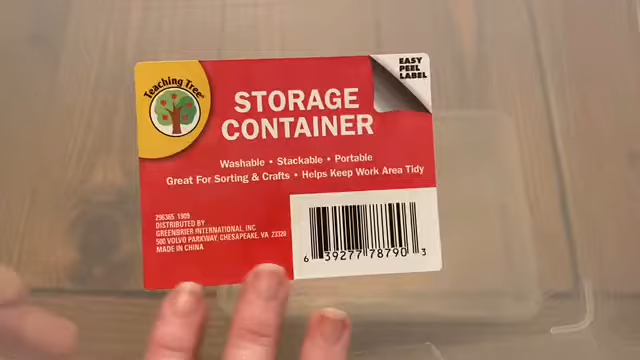 Teaching Tree®
EASY
PEEL
LABEL
STORAGE
CONTAINER
Washable • Stackable • Portable
Great For Sorting & Crafts • Helps Keep Work Area Tidy
296365 1909
DISTRIBUTED BY
GREENBRIER INTERNATIONAL, INC
500 VOLVO PARKWAY, CHESAPEAKE, VA 23320
MADE IN CHINA
6 39277 78790 3